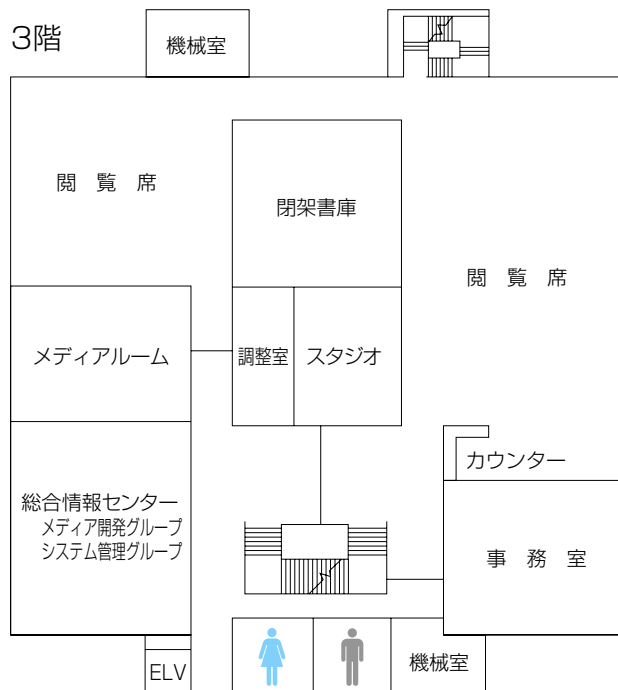 3階
機械室
閲 覧 席
閉架書庫
閲 覧 席
メディアルーム
調整室
スタジオ
カウンター
総合情報センター
メディア開発グループ
システム管理グループ
事 務 室
ELV
機械室